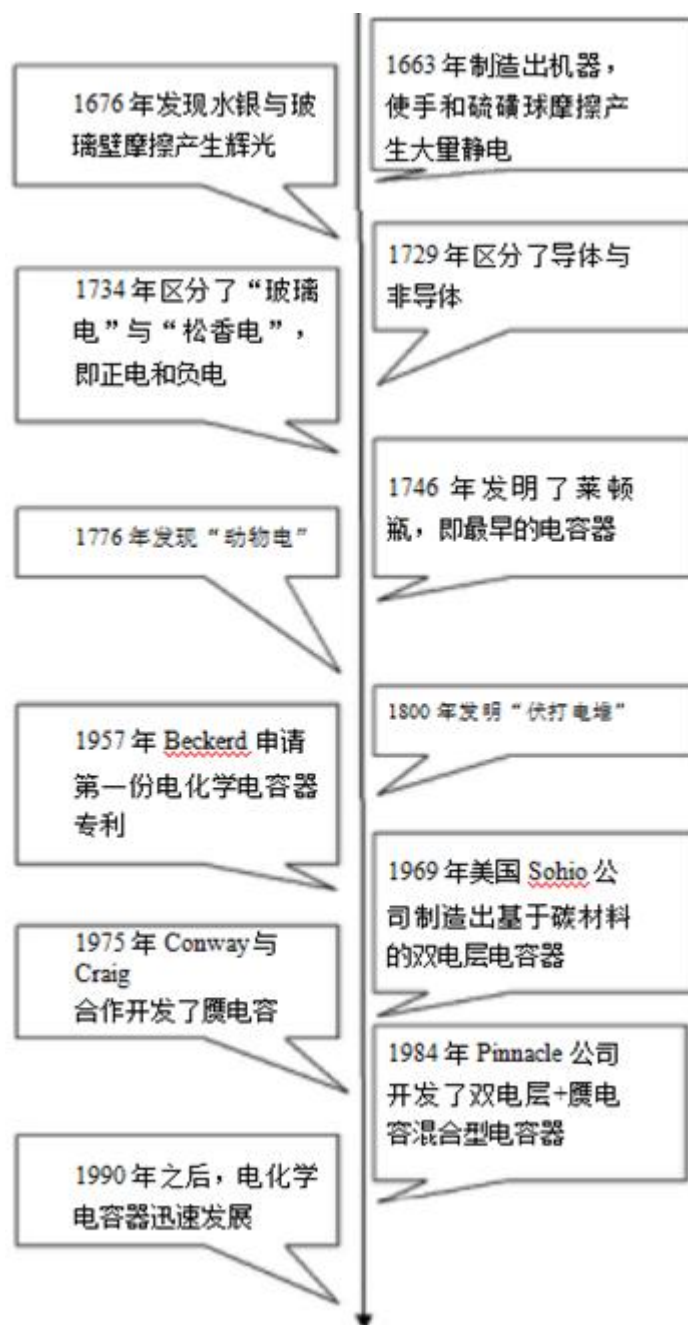 1663 年制造出机器，
使手和硫磺球摩擦产
生大量静电
1676 年发现水银与玻
璃壁摩擦产生辉光
1729 年区分了导体与
非导体
1734 年区分了“玻璃
电”与“松香电”，
即正电和负电
1746 年发明了莱顿
瓶，即最早的电容器
1776 年发现“动物电”
1800 年发明“伏打电堆”
1957 年 Beckerd 申请
第一份电化学电容器
专利
1969 年美国 Sohio 公
司制造出基于碳材料
的双电层电容器
1975 年 Conway 与
Craig
合作开发了赝电容
1984 年 Pinnacle 公司
开发了双电层+赝电
容混合型电容器
1990 年之后，电化学
电容器迅速发展